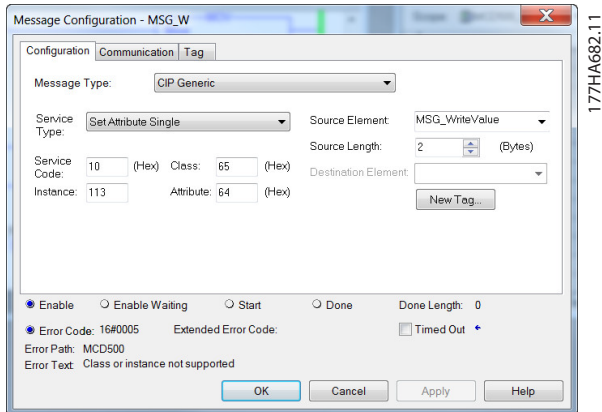 Message Configuration - MSG_W
Configuration Communication Tag
Message Type: CIP Generic
Service Type: Set Attribute Single Source Element: MSG_WriteValue
Source Length: 2 (Bytes)
Service Code: 10 (Hex) Class: 65 (Hex) Destination Element:
Instance: 113 Attribute: 64 (Hex) New Tag...
Enable Enable Waiting Start Done Done Length: 0
Error Code: 16#0005 Extended Error Code: Timed Out
Error Path: MCD500
Error Text: Class or instance not supported
OK Cancel Apply Help
177HA682.11